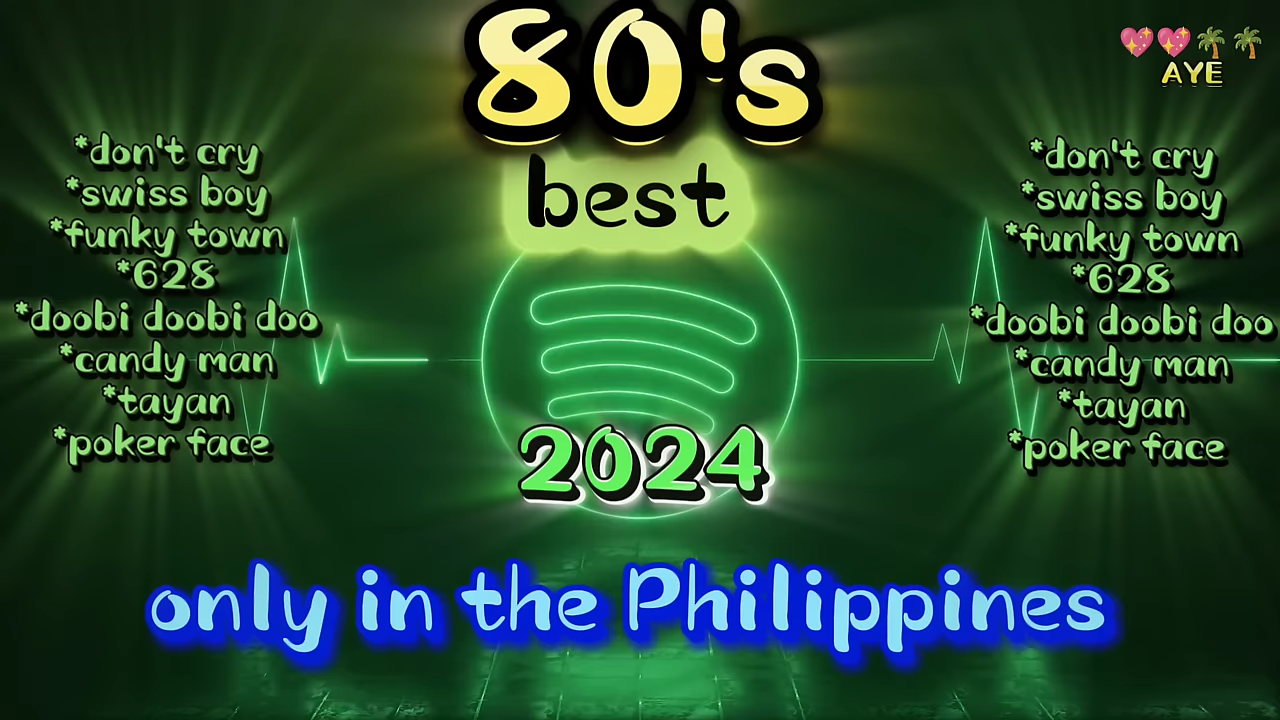 80's
💖💖🌴🌴
AYE
best
*don't cry
*swiss boy
*funky town
*628
*doobi doobi doo
*candy man
*tayan
*poker face
*don't cry
*swiss boy
*funky town
*628
*doobi doobi doo
*candy man
*tayan
*poker face
2024
only in the Philippines